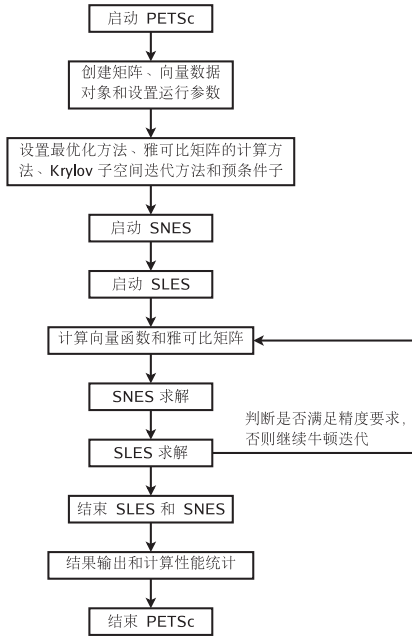 启动 PETSc
创建矩阵、向量数据
对象和设置运行参数
设置最优化方法、雅可比矩阵的计算方
法、Krylov 子空间迭代方法和预条件子
启动 SNES
启动 SLES
计算向量函数和雅可比矩阵
SNES 求解
判断是否满足精度要求,
否则继续牛顿迭代
SLES 求解
结束 SLES 和 SNES
结果输出和计算性能统计
结束 PETSc